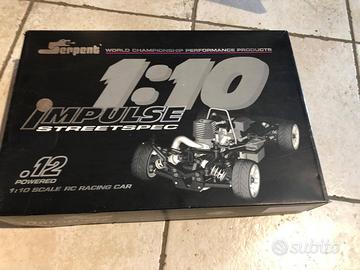 Serpent
WORLD CHAMPIONSHIP PERFORMANCE PRODUCTS
1:10
IMPULSE
STREETSPEC
.12
POWERED
1:10 SCALE RC RACING CAR
subito